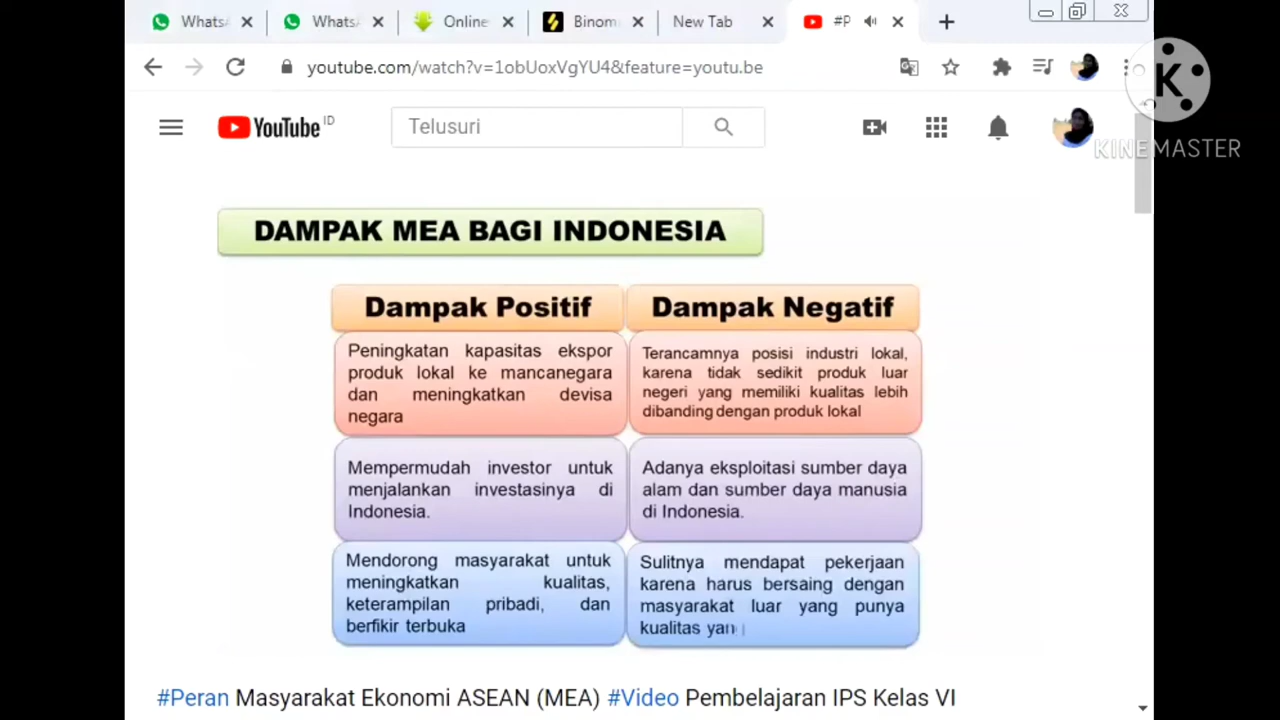 Whats
Whats
Online
Binom
New Tab
#P
youtube.com/watch?v=1obUoxVgYU4&feature=youtu.be
K
KINEMASTER
YouTube ID
Telusuri
DAMPAK MEA BAGI INDONESIA
Dampak Positif
Dampak Negatif
Peningkatan kapasitas ekspor
produk lokal ke mancanegara
dan meningkatkan devisa
negara
Terancamnya posisi industri lokal,
karena tidak sedikit produk luar
negeri yang memiliki kualitas lebih
dibanding dengan produk lokal
Mempermudah investor untuk
menjalankan investasinya di
Indonesia.
Adanya eksploitasi sumber daya
alam dan sumber daya manusia
di Indonesia.
Mendorong masyarakat untuk
meningkatkan kualitas,
keterampilan pribadi, dan
berfikir terbuka
Sulitnya mendapat pekerjaan
karena harus bersaing dengan
masyarakat luar yang punya
kualitas yan
#Peran Masyarakat Ekonomi ASEAN (MEA) #Video Pembelajaran IPS Kelas VI